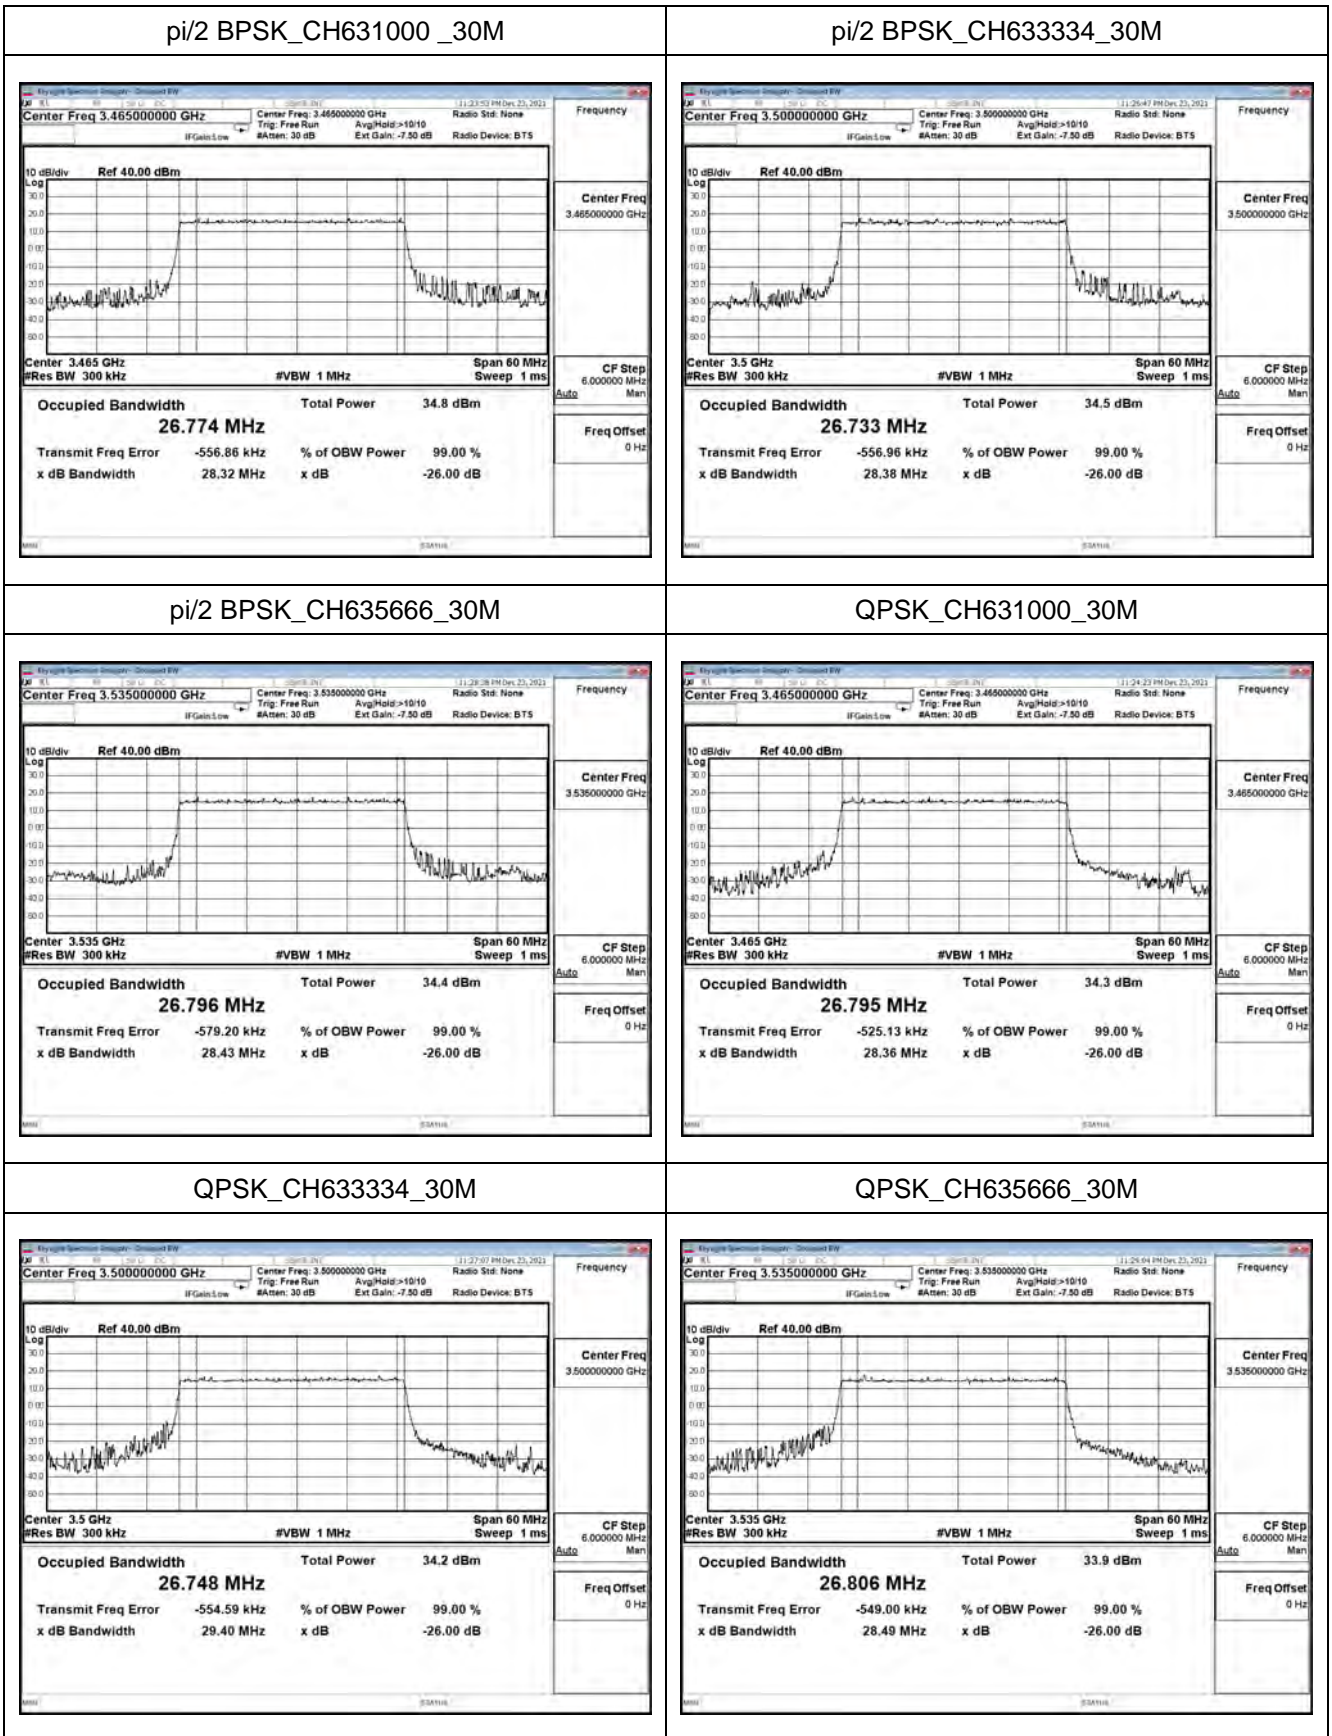 pi/2 BPSK_CH631000 _30M
pi/2 BPSK_CH633334_30M
Center Freq 3.465000000 GHz
Center Freq: 3.465000000 GHz
Radio Std: None
Frequency
Trig: Free Run
Avg|Hold:>10/10
IFGain:Low
#Atten: 30 dB
Ext Gain: -7.50 dB
Radio Device: BTS
10 dB/div
Ref 40.00 dBm
Log
Center Freq
3.465000000 GHz
Center 3.465 GHz
Span 60 MHz
#Res BW 300 kHz
#VBW 1 MHz
Sweep 1 ms
CF Step
6.000000 MHz
Auto
Man
Occupied Bandwidth
Total Power
34.8 dBm
26.774 MHz
Freq Offset
0 Hz
Transmit Freq Error
-556.86 kHz
% of OBW Power
99.00 %
x dB Bandwidth
28.32 MHz
x dB
-26.00 dB
Center Freq 3.500000000 GHz
Center Freq: 3.500000000 GHz
Radio Std: None
Frequency
Trig: Free Run
Avg|Hold:>10/10
IFGain:Low
#Atten: 30 dB
Ext Gain: -7.50 dB
Radio Device: BTS
10 dB/div
Ref 40.00 dBm
Log
Center Freq
3.500000000 GHz
Center 3.5 GHz
Span 60 MHz
#Res BW 300 kHz
#VBW 1 MHz
Sweep 1 ms
CF Step
6.000000 MHz
Auto
Man
Occupied Bandwidth
Total Power
34.5 dBm
26.733 MHz
Freq Offset
0 Hz
Transmit Freq Error
-556.96 kHz
% of OBW Power
99.00 %
x dB Bandwidth
28.38 MHz
x dB
-26.00 dB
pi/2 BPSK_CH635666_30M
QPSK_CH631000_30M
Center Freq 3.535000000 GHz
Center Freq: 3.535000000 GHz
Radio Std: None
Frequency
Trig: Free Run
Avg|Hold:>10/10
IFGain:Low
#Atten: 30 dB
Ext Gain: -7.50 dB
Radio Device: BTS
10 dB/div
Ref 40.00 dBm
Log
Center Freq
3.535000000 GHz
Center 3.535 GHz
Span 60 MHz
#Res BW 300 kHz
#VBW 1 MHz
Sweep 1 ms
CF Step
6.000000 MHz
Auto
Man
Occupied Bandwidth
Total Power
34.4 dBm
26.796 MHz
Freq Offset
0 Hz
Transmit Freq Error
-579.20 kHz
% of OBW Power
99.00 %
x dB Bandwidth
28.43 MHz
x dB
-26.00 dB
Center Freq 3.465000000 GHz
Center Freq: 3.465000000 GHz
Radio Std: None
Frequency
Trig: Free Run
Avg|Hold:>10/10
IFGain:Low
#Atten: 30 dB
Ext Gain: -7.50 dB
Radio Device: BTS
10 dB/div
Ref 40.00 dBm
Log
Center Freq
3.465000000 GHz
Center 3.465 GHz
Span 60 MHz
#Res BW 300 kHz
#VBW 1 MHz
Sweep 1 ms
CF Step
6.000000 MHz
Auto
Man
Occupied Bandwidth
Total Power
34.3 dBm
26.795 MHz
Freq Offset
0 Hz
Transmit Freq Error
-525.13 kHz
% of OBW Power
99.00 %
x dB Bandwidth
28.36 MHz
x dB
-26.00 dB
QPSK_CH633334_30M
QPSK_CH635666_30M
Center Freq 3.500000000 GHz
Center Freq: 3.500000000 GHz
Radio Std: None
Frequency
Trig: Free Run
Avg|Hold:>10/10
IFGain:Low
#Atten: 30 dB
Ext Gain: -7.50 dB
Radio Device: BTS
10 dB/div
Ref 40.00 dBm
Log
Center Freq
3.500000000 GHz
Center 3.5 GHz
Span 60 MHz
#Res BW 300 kHz
#VBW 1 MHz
Sweep 1 ms
CF Step
6.000000 MHz
Auto
Man
Occupied Bandwidth
Total Power
34.2 dBm
26.748 MHz
Freq Offset
0 Hz
Transmit Freq Error
-554.59 kHz
% of OBW Power
99.00 %
x dB Bandwidth
29.40 MHz
x dB
-26.00 dB
Center Freq 3.535000000 GHz
Center Freq: 3.535000000 GHz
Radio Std: None
Frequency
Trig: Free Run
Avg|Hold:>10/10
IFGain:Low
#Atten: 30 dB
Ext Gain: -7.50 dB
Radio Device: BTS
10 dB/div
Ref 40.00 dBm
Log
Center Freq
3.535000000 GHz
Center 3.535 GHz
Span 60 MHz
#Res BW 300 kHz
#VBW 1 MHz
Sweep 1 ms
CF Step
6.000000 MHz
Auto
Man
Occupied Bandwidth
Total Power
33.9 dBm
26.806 MHz
Freq Offset
0 Hz
Transmit Freq Error
-549.00 kHz
% of OBW Power
99.00 %
x dB Bandwidth
28.49 MHz
x dB
-26.00 dB